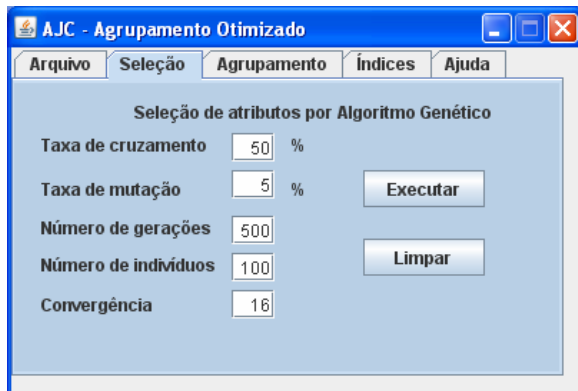 AJC - Agrupamento Otimizado
Arquivo Seleção Agrupamento Índices Ajuda
Seleção de atributos por Algoritmo Genético
Taxa de cruzamento 50 %
Taxa de mutação 5 % Executar
Número de gerações 500
Número de indivíduos 100 Limpar
Convergência 16